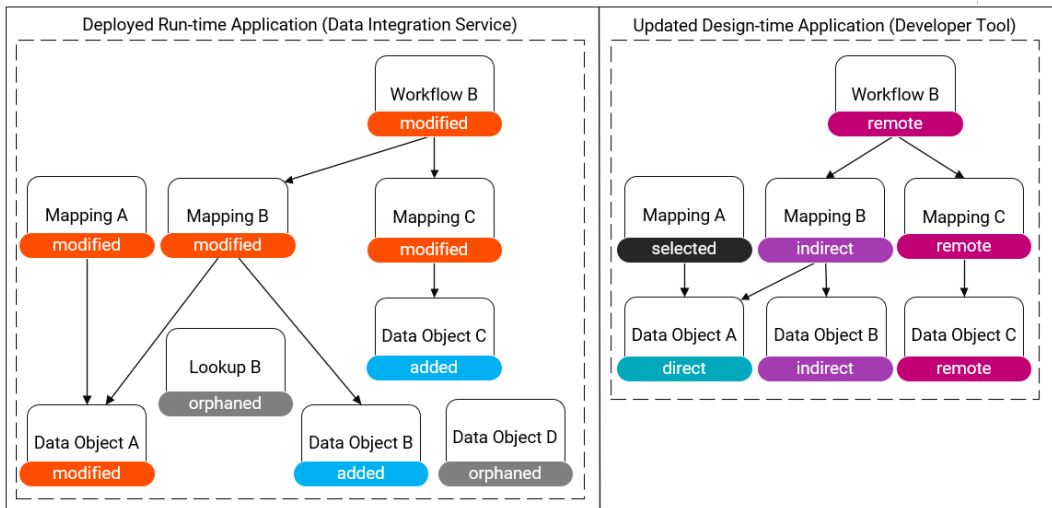 Deployed Run-time Application (Data Integration Service)
Workflow B
modified
Mapping A
modified
Mapping B
modified
Mapping C
modified
Data Object C
added
Lookup B
orphaned
Data Object A
modified
Data Object B
added
Data Object D
orphaned
Updated Design-time Application (Developer Tool)
Workflow B
remote
Mapping A
selected
Mapping B
indirect
Mapping C
remote
Data Object A
direct
Data Object B
indirect
Data Object C
remote